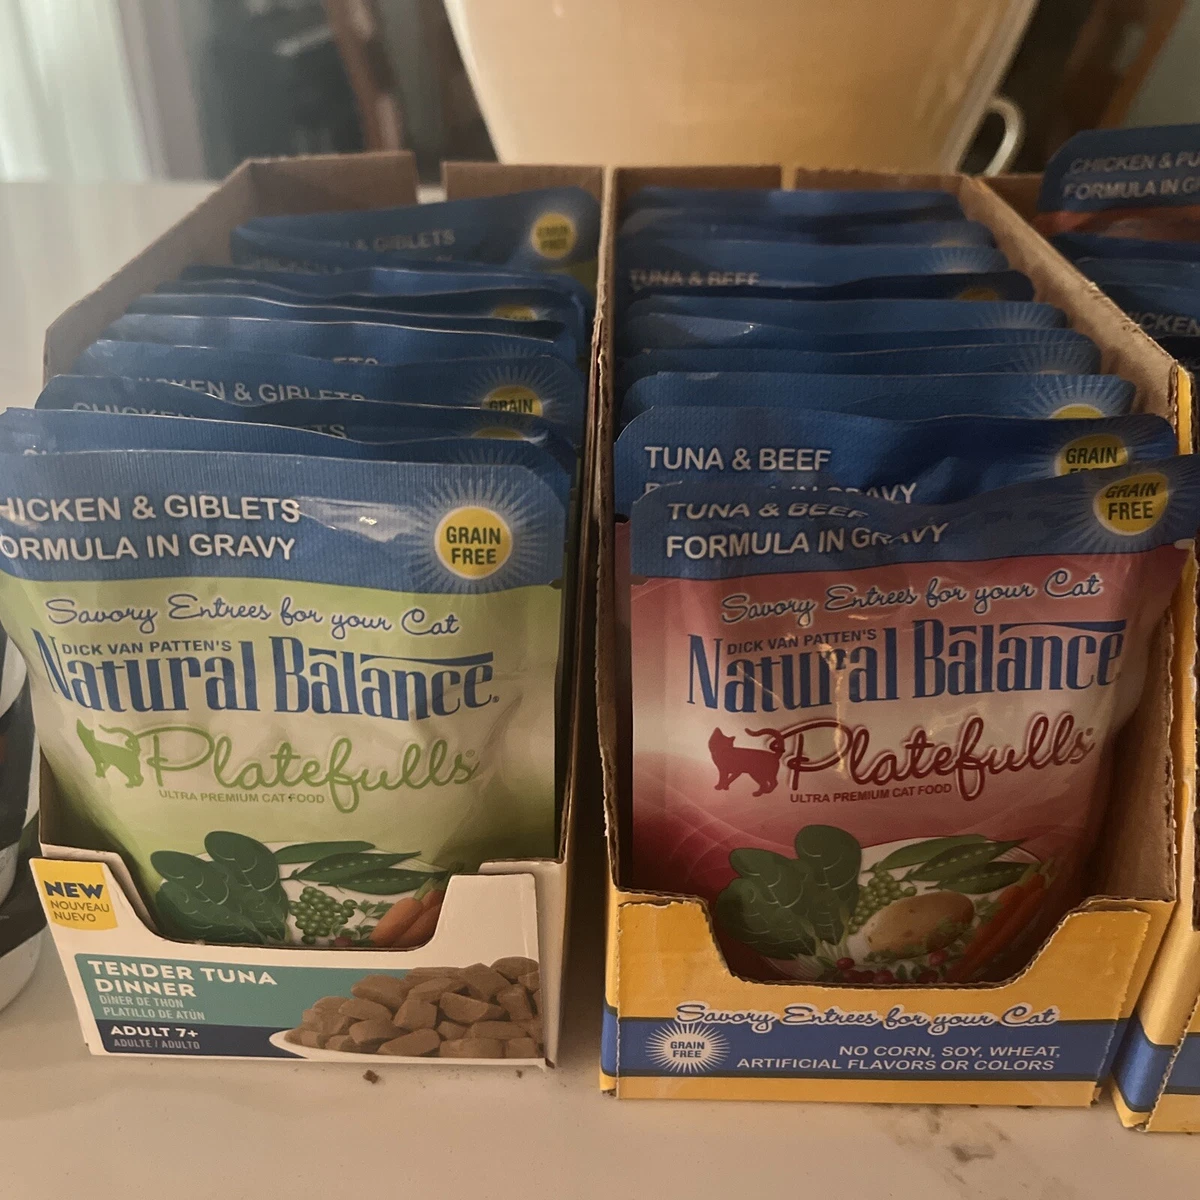 & GIBLETS
GRAIN
FREE
EN & GIBLETS
GRAIN
CHICKEN
HICKEN & GIBLETS
ORMULA IN GRAVY
GRAIN
FREE
Savory Entrees for your Cat
DICK VAN PATTEN'S
Natural Balance®
Platefulls®
ULTRA PREMIUM CAT FOOD
NEW
NOUVEAU
NUEVO
TENDER TUNA
DINNER
DÎNER DE THON
PLATILLO DE ATÚN
ADULT 7+
ADULTE / ADULTO
TUNA & BEEF
TUNA & BEEF
GRAIN
TUNA & BEEF
FORMULA IN GRAVY
GRAIN
FREE
Savory Entrees for your Cat
DICK VAN PATTEN'S
Natural Balance
Platefulls®
ULTRA PREMIUM CAT FOOD
Savory Entrees for your Cat
GRAIN
FREE
NO CORN, SOY, WHEAT,
ARTIFICIAL FLAVORS OR COLORS
CHICKEN & PU
FORMULA IN G